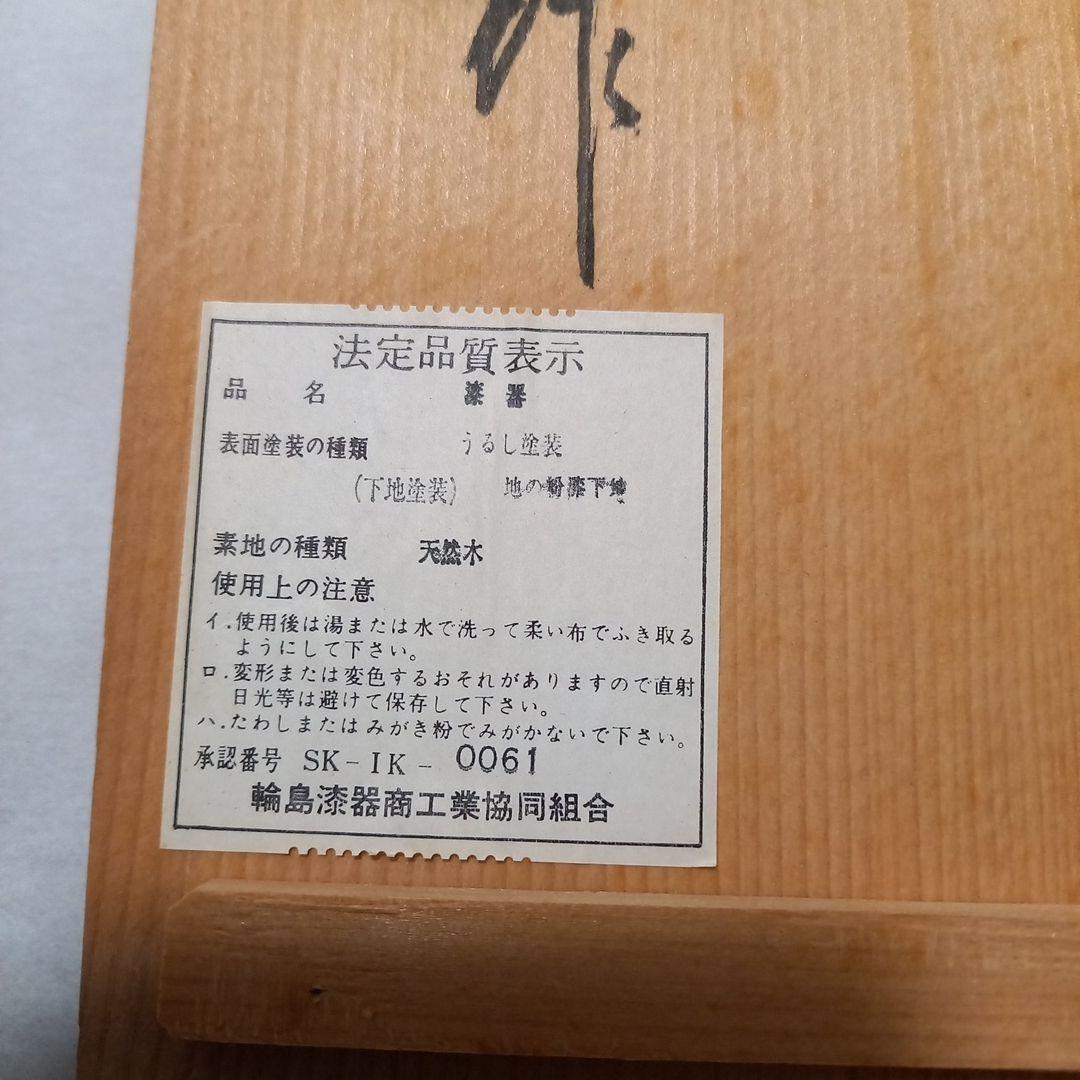 作
法定品質表示
品名 漆器
表面塗装の種類 うるし塗装
(下地塗装) 地の粉漆下地
素地の種類 天然木
使用上の注意
イ.使用後は湯または水で洗って柔い布でふき取る
ようにして下さい。
ロ.変形または変色するおそれがありますので直射
日光等は避けて保存して下さい。
ハ.たわしまたはみがき粉でみがかないで下さい。
承認番号 SK-IK-0061
輪島漆器商工業協同組合